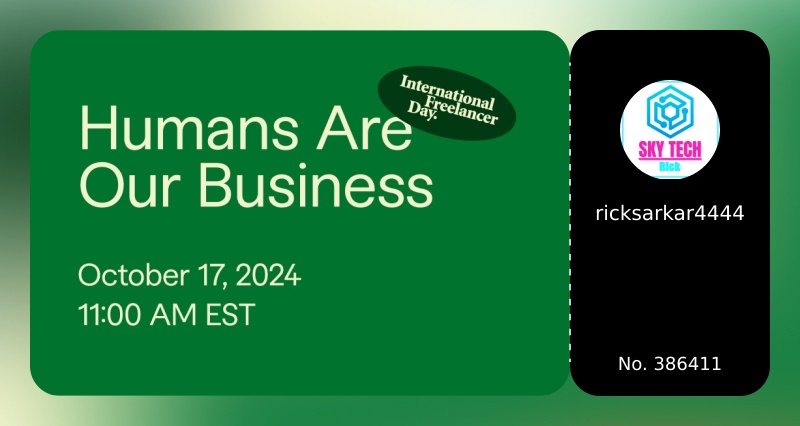 International
Freelancer
Day.
Humans Are
Our Business
October 17, 2024
11:00 AM EST
SKY TECH
Rick
ricksarkar4444
No. 386411